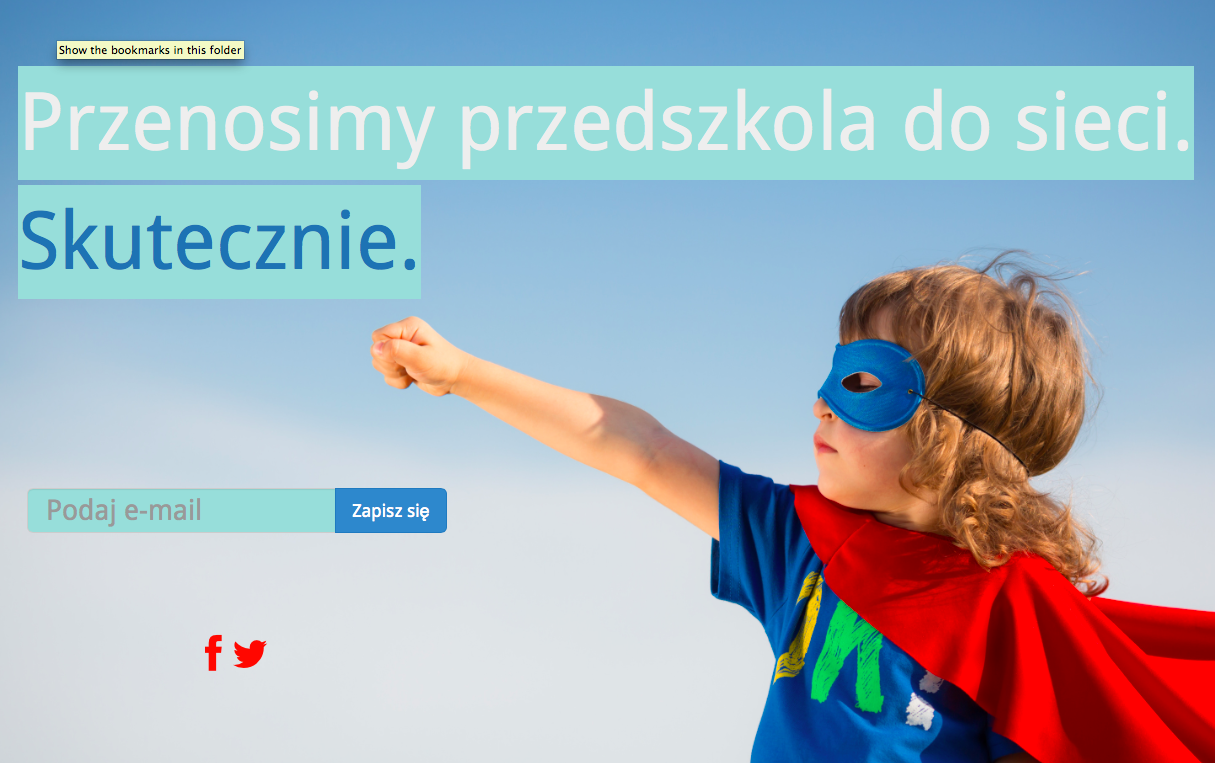 Show the bookmarks in this folder
Przenosimy przedszkola do sieci.
Skutecznie.
Podaj e-mail
Zapisz się